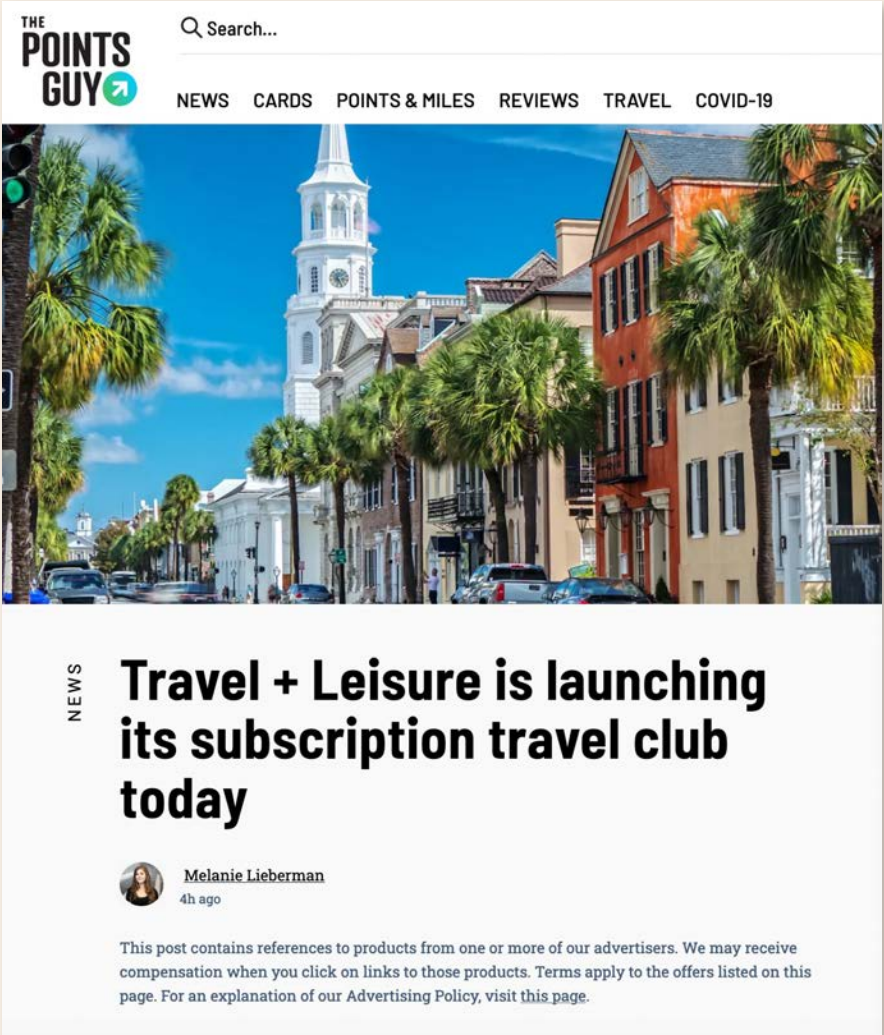 THE
POINTS
GUY
Search...
NEWS CARDS POINTS & MILES REVIEWS TRAVEL COVID-19
NEWS
Travel + Leisure is launching
its subscription travel club
today
Melanie Lieberman
4h ago
This post contains references to products from one or more of our advertisers. We may receive
compensation when you click on links to those products. Terms apply to the offers listed on this
page. For an explanation of our Advertising Policy, visit this page.